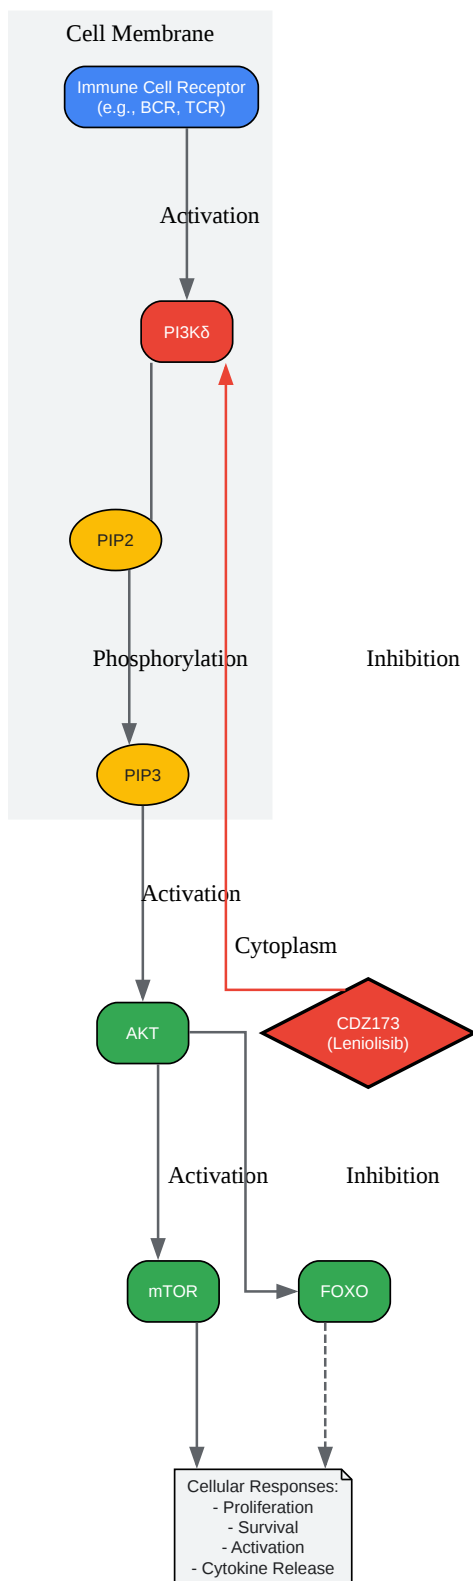 Cell Membrane
Immune Cell Receptor
(e.g., BCR, TCR)
Activation
PI3Kδ
PIP2
Phosphorylation
Inhibition
PIP3
Activation
Cytoplasm
CDZ173
(Leniolisib)
AKT
Activation
Inhibition
mTOR
FOXO
Cellular Responses:
- Proliferation
- Survival
- Activation
- Cytokine Release